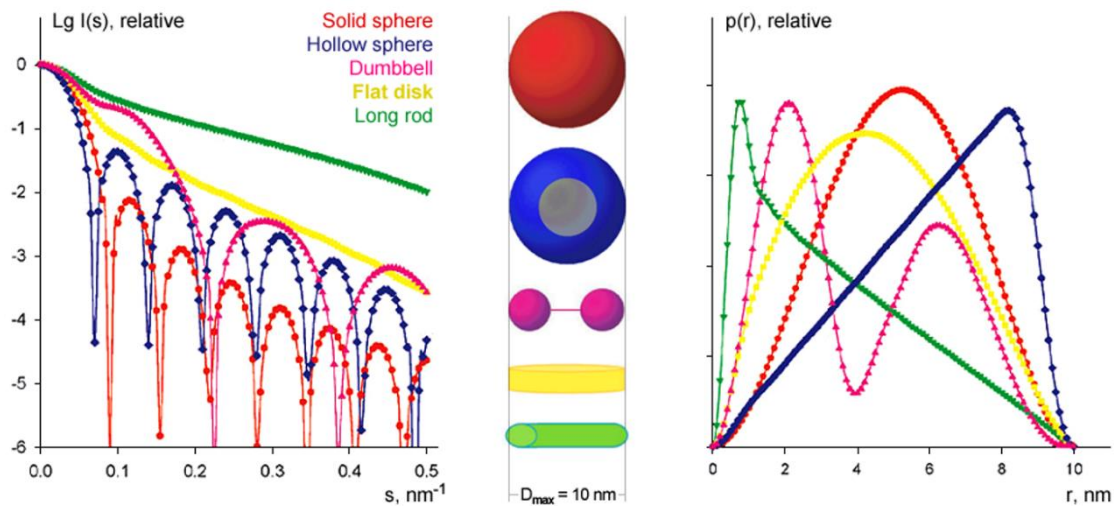 Lg I(s), relative
Solid sphere
Hollow sphere
Dumbbell
Flat disk
Long rod
0
-1
-2
-3
-4
-5
-6
0.0 0.1 0.2 0.3 0.4 0.5
s, nm-1
Dmax = 10 nm
p(r), relative
0 2 4 6 8 10
r, nm